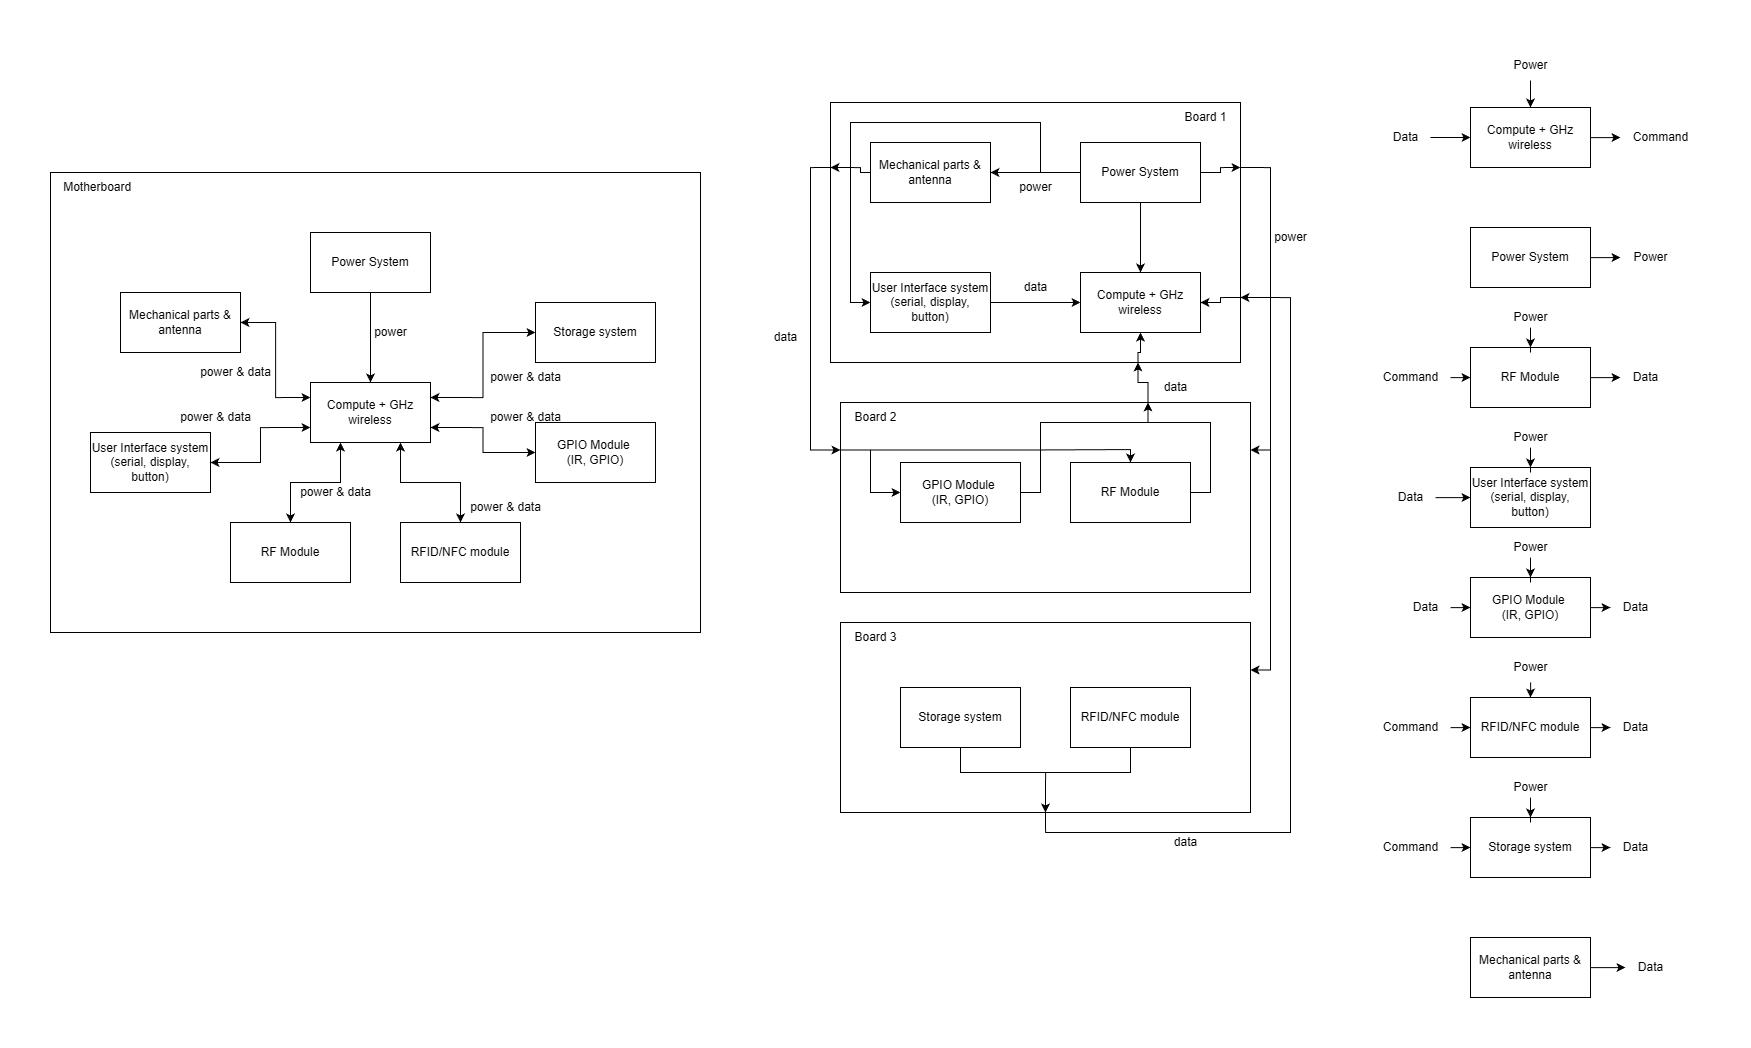 Motherboard
Power System
Mechanical parts &
antenna
power
Storage system
power & data
power & data
Compute + GHz
wireless
power & data
power & data
User Interface system
(serial, display,
button)
GPIO Module
(IR, GPIO)
power & data
power & data
RF Module
RFID/NFC module
Board 1
Mechanical parts &
antenna
power
Power System
power
User Interface system
(serial, display,
button)
data
Compute + GHz
wireless
data
data
Board 2
GPIO Module
(IR, GPIO)
RF Module
Board 3
Storage system
RFID/NFC module
data
Power
Data
Compute + GHz
wireless
Command
Power System
Power
Power
Command
RF Module
Data
Power
Data
User Interface system
(serial, display,
button)
Power
Data
GPIO Module
(IR, GPIO)
Data
Power
Command
RFID/NFC module
Data
Power
Command
Storage system
Data
Mechanical parts &
antenna
Data